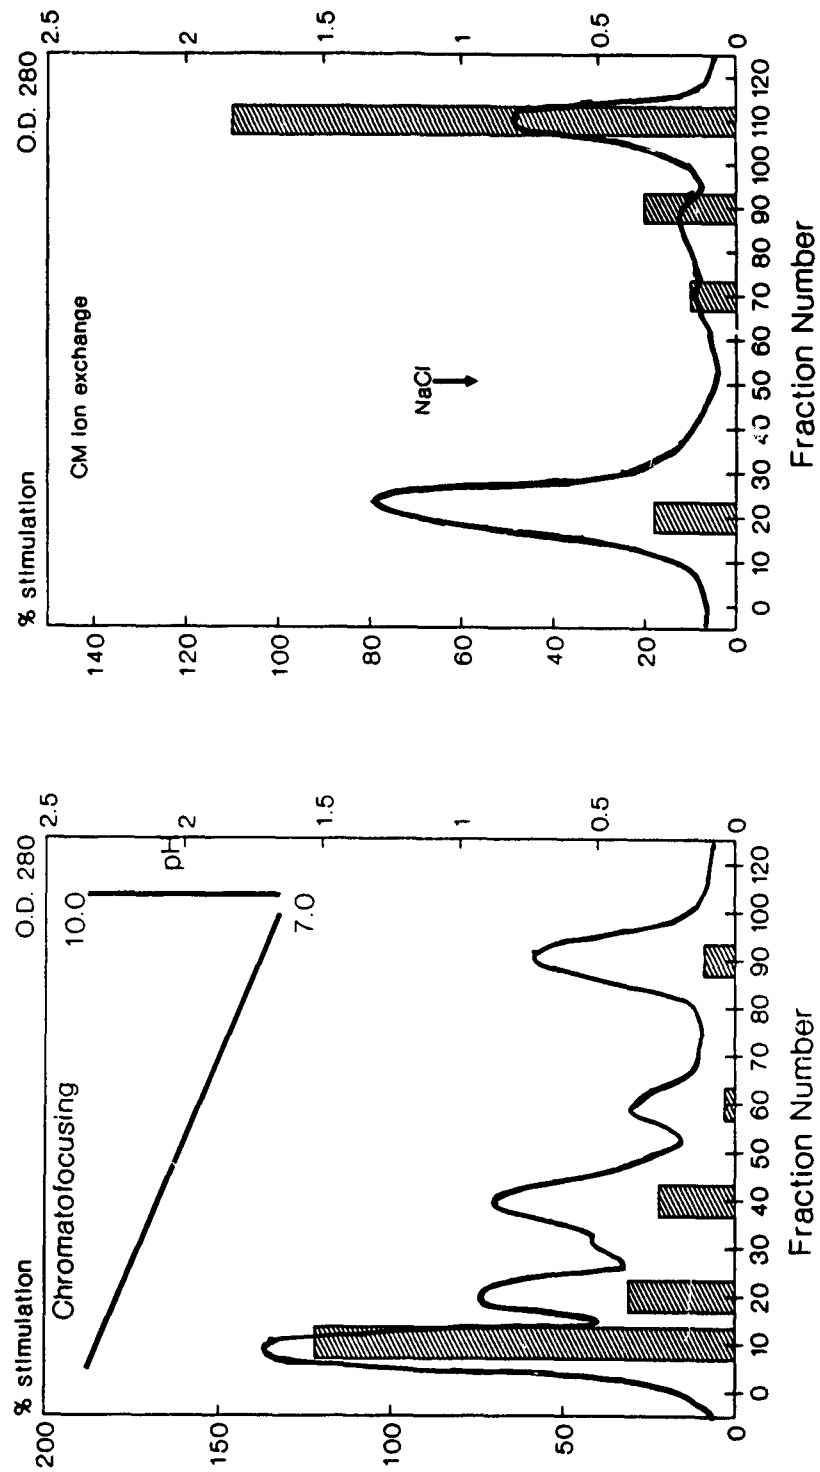 % stimulation
O.D. 280
Chromatofocusing
10.0
pH
7.0
200
150
100
50
0
2.5
2
1.5
1
0.5
0
0 10 20 30 40 50 60 70 80 90 100 120
Fraction Number
% stimulation
O.D. 280
CM ion exchange
NaCl
140
120
100
80
60
40
20
0
2.5
2
1.5
1
0.5
0
0 10 20 30 40 50 60 70 80 90 100 110 120
Fraction Number